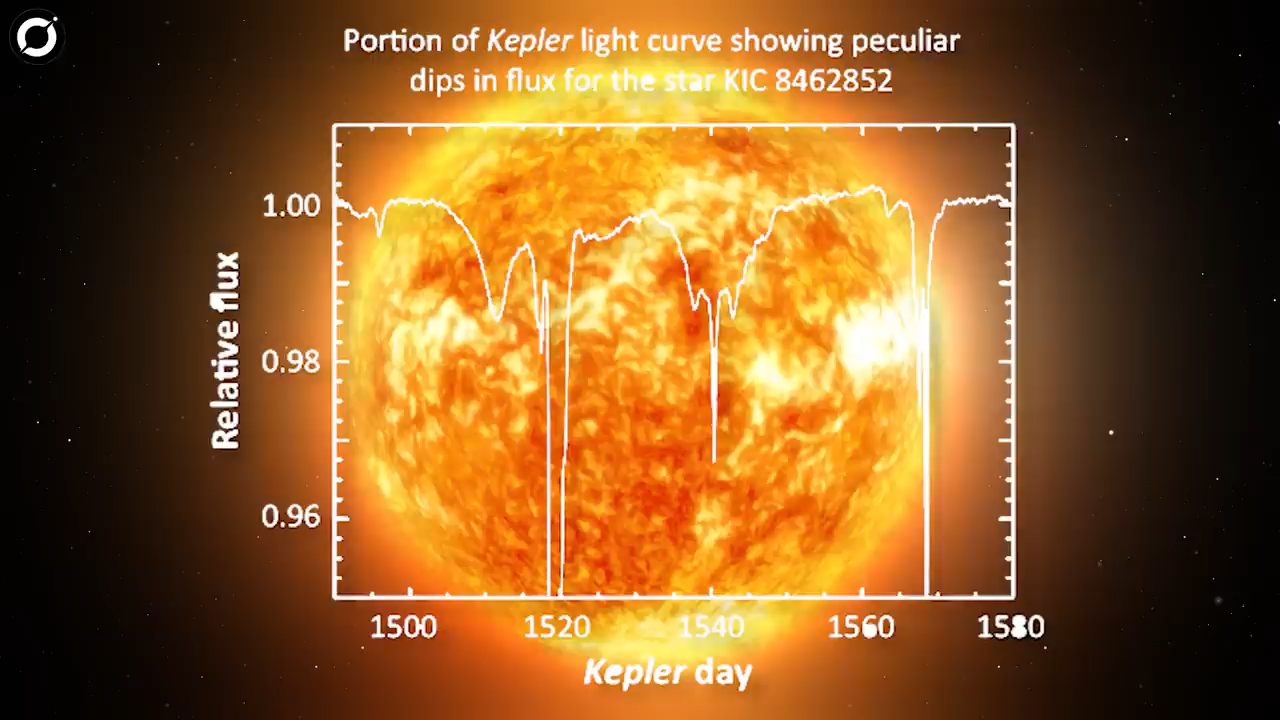 Portion of Kepler light curve showing peculiar
dips in flux for the star KIC 8462852
1.00
0.98
0.96
Relative flux
1500 1520 1540 1560 1580
Kepler day